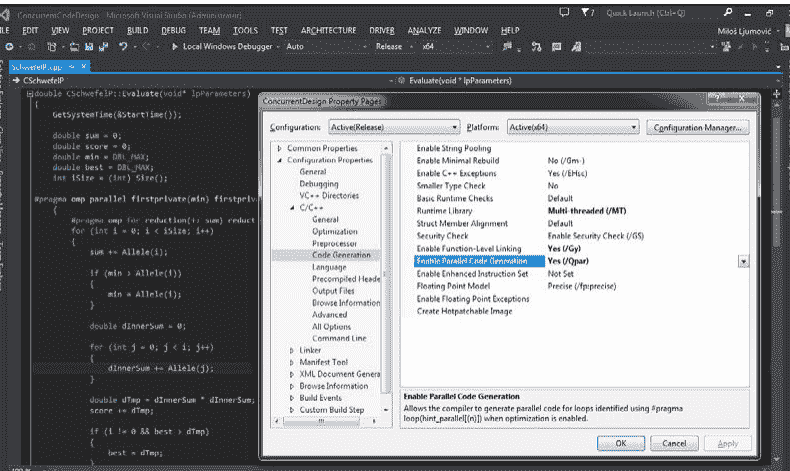 ConcurrentCodeDesign - Microsoft Visual Studio (Administrator)
7
Quick Launch (Ctrl+Q)
ILE EDIT VIEW PROJECT BUILD DEBUG TEAM TOOLS TEST ARCHITECTURE DRIVER ANALYZE WINDOW HELP
Miloš Ljumović
Local Windows Debugger Auto Release x64
SchwefelP.cpp
CSchwefelP
Evaluate(void * lpParameters)
double CSchwefelP::Evaluate(void* lpParameters)
{
GetSystemTime(&StartTime());
double sum = 0;
double score = 0;
double min = DBL_MAX;
double best = DBL_MAX;
int iSize = (int) Size();
#pragma omp parallel firstprivate(min) firstpriv
{
#pragma omp for reduction(+: sum) reduct
for (int i = 0; i < iSize; i++)
{
sum += Allele(i);
if (min > Allele(i))
{
min = Allele(i);
}
double dInnerSum = 0;
for (int j = 0; j < i; j++)
{
dInnerSum += Allele(j);
}
double dTmp = dInnerSum * dInnerSum;
score += dTmp;
if (i != 0 && best > dTmp)
{
best = dTmp;
}
ConcurrentDesign Property Pages
Configuration: Active(Release)
Platform: Active(x64)
Configuration Manager...
Common Properties
Configuration Properties
General
Debugging
VC++ Directories
C/C++
General
Optimization
Preprocessor
Code Generation
Language
Precompiled Heade
Output Files
Browse Information
Advanced
All Options
Command Line
Linker
Manifest Tool
XML Document Genera
Browse Information
Build Events
Custom Build Step
Enable String Pooling
Enable Minimal Rebuild No (/Gm-)
Enable C++ Exceptions Yes (/EHsc)
Smaller Type Check No
Basic Runtime Checks Default
Runtime Library Multi-threaded (/MT)
Struct Member Alignment Default
Security Check Enable Security Check (/GS)
Enable Function-Level Linking Yes (/Gy)
Enable Parallel Code Generation Yes (/Qpar)
Enable Enhanced Instruction Set Not Set
Floating Point Model Precise (/fp:precise)
Enable Floating Point Exceptions
Create Hotpatchable Image
Enable Parallel Code Generation
Allows the compiler to generate parallel code for loops identified using #pragma
loop(hint_parallel[(n)]) when optimization is enabled.
OK Cancel Apply